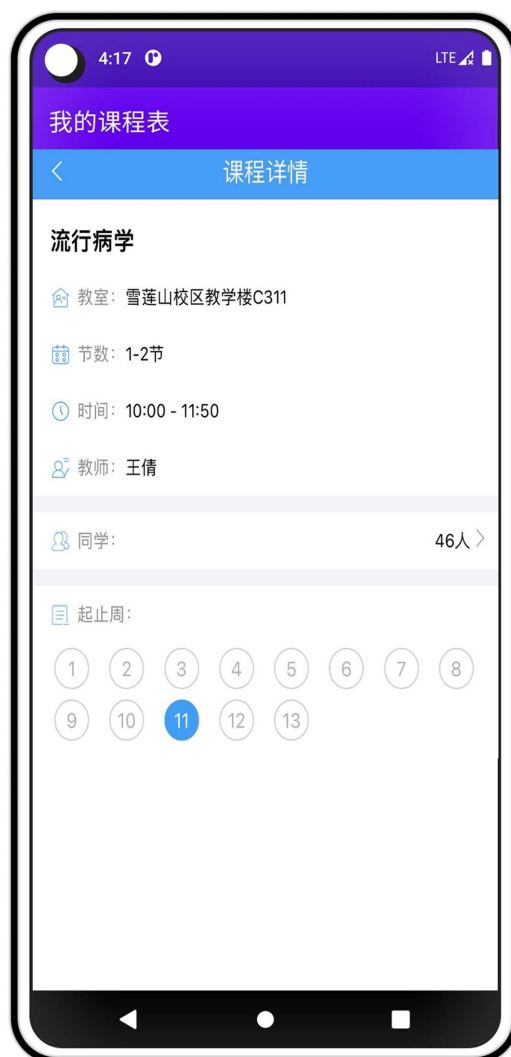 4:17
LTE
我的课程表
课程详情
流行病学
教室：雪莲山校区教学楼C311
节数：1-2节
时间：10:00 - 11:50
教师：王倩
同学：46人
起止周：
1 2 3 4 5 6 7 8
9 10 11 12 13